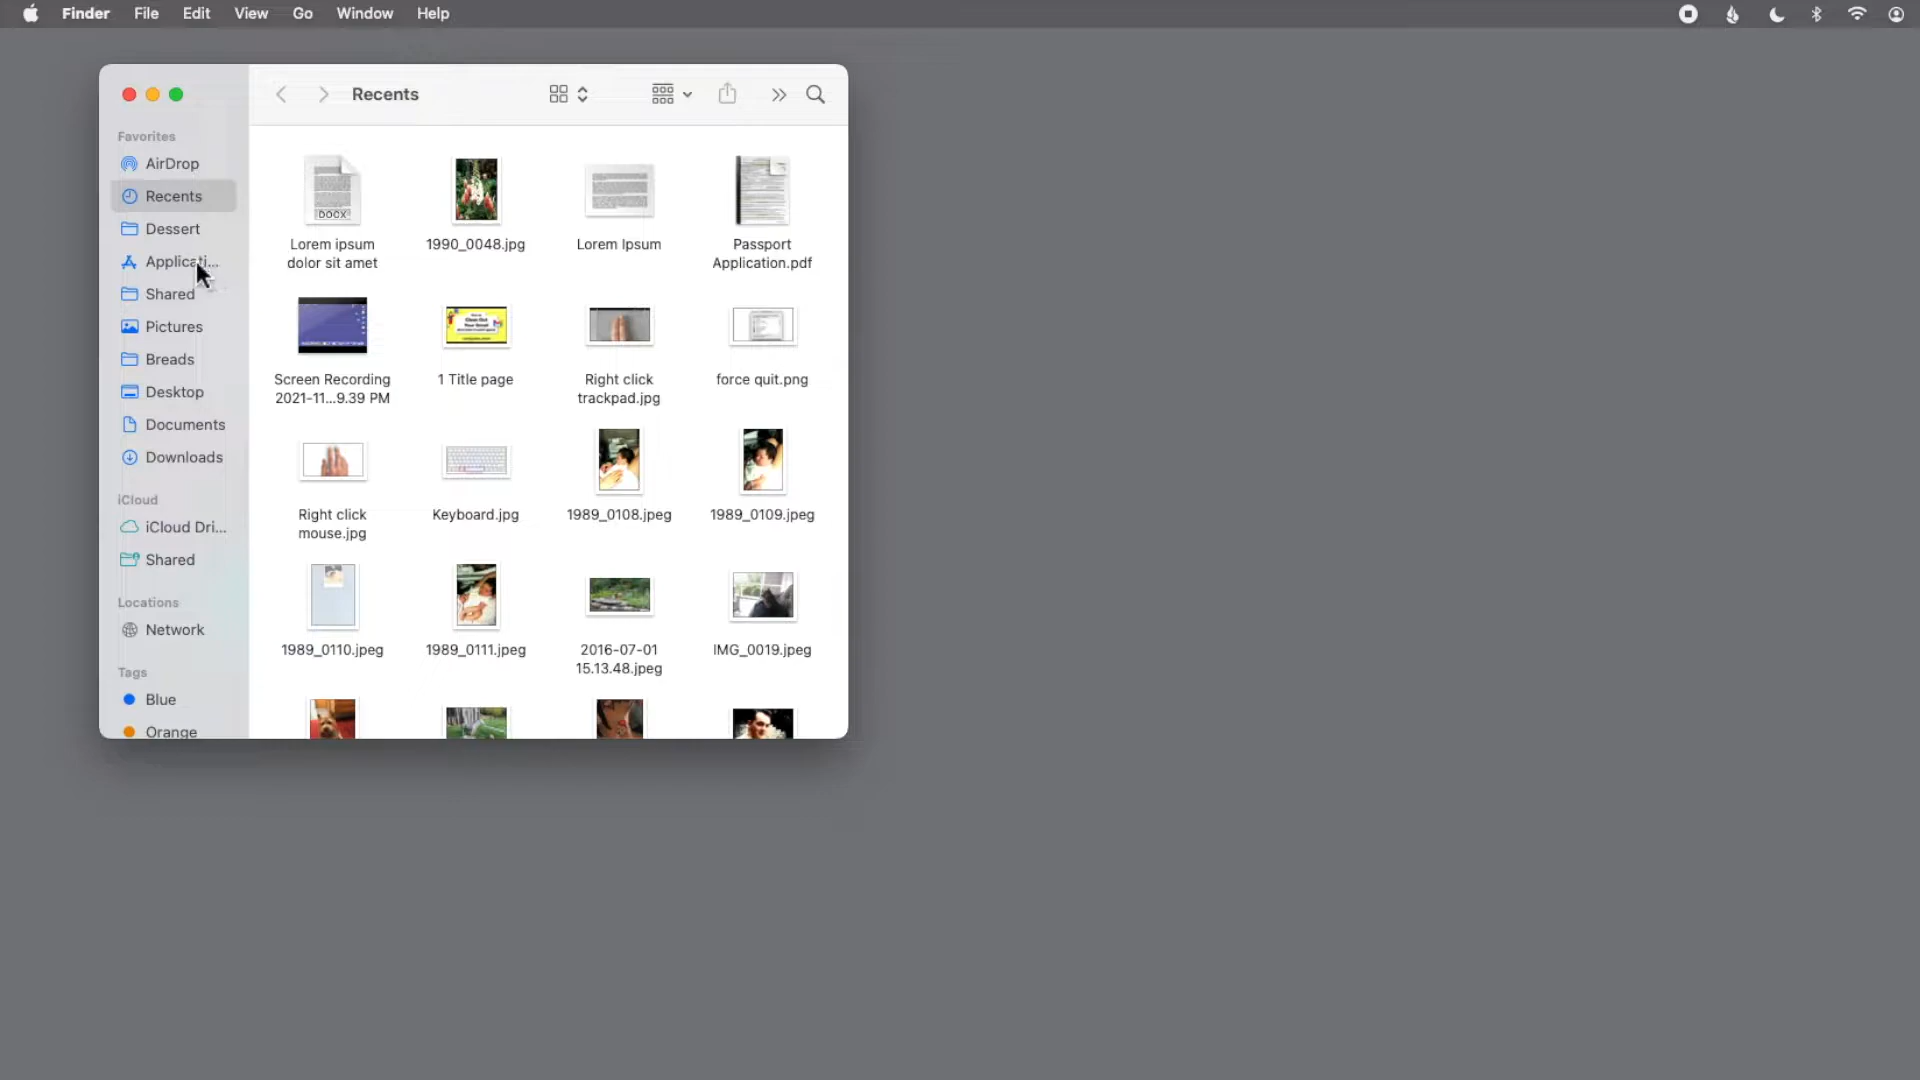 Finder File Edit View Go Window Help
Recents
Favorites
AirDrop
Recents
Dessert
Applicati...
Shared
Pictures
Breads
Desktop
Documents
Downloads
iCloud
iCloud Dri...
Shared
Locations
Network
Tags
Blue
Orange
DOCX
Lorem ipsum
dolor sit amet
1990_0048.jpg
Lorem Ipsum
Passport
Application.pdf
Screen Recording
2021-11...9.39 PM
1 Title page
Right click
trackpad.jpg
force quit.png
Right click
mouse.jpg
Keyboard.jpg
1989_0108.jpeg
1989_0109.jpeg
1989_0110.jpeg
1989_0111.jpeg
2016-07-01
15.13.48.jpeg
IMG_0019.jpeg